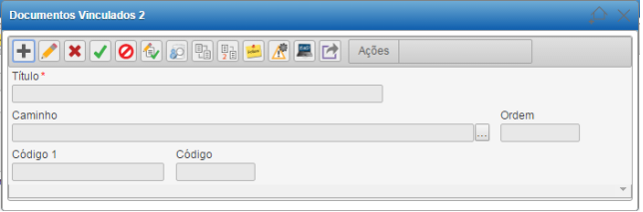 Documentos Vinculados 2
Ações
Título *
Caminho
Ordem
...
Código 1
Código